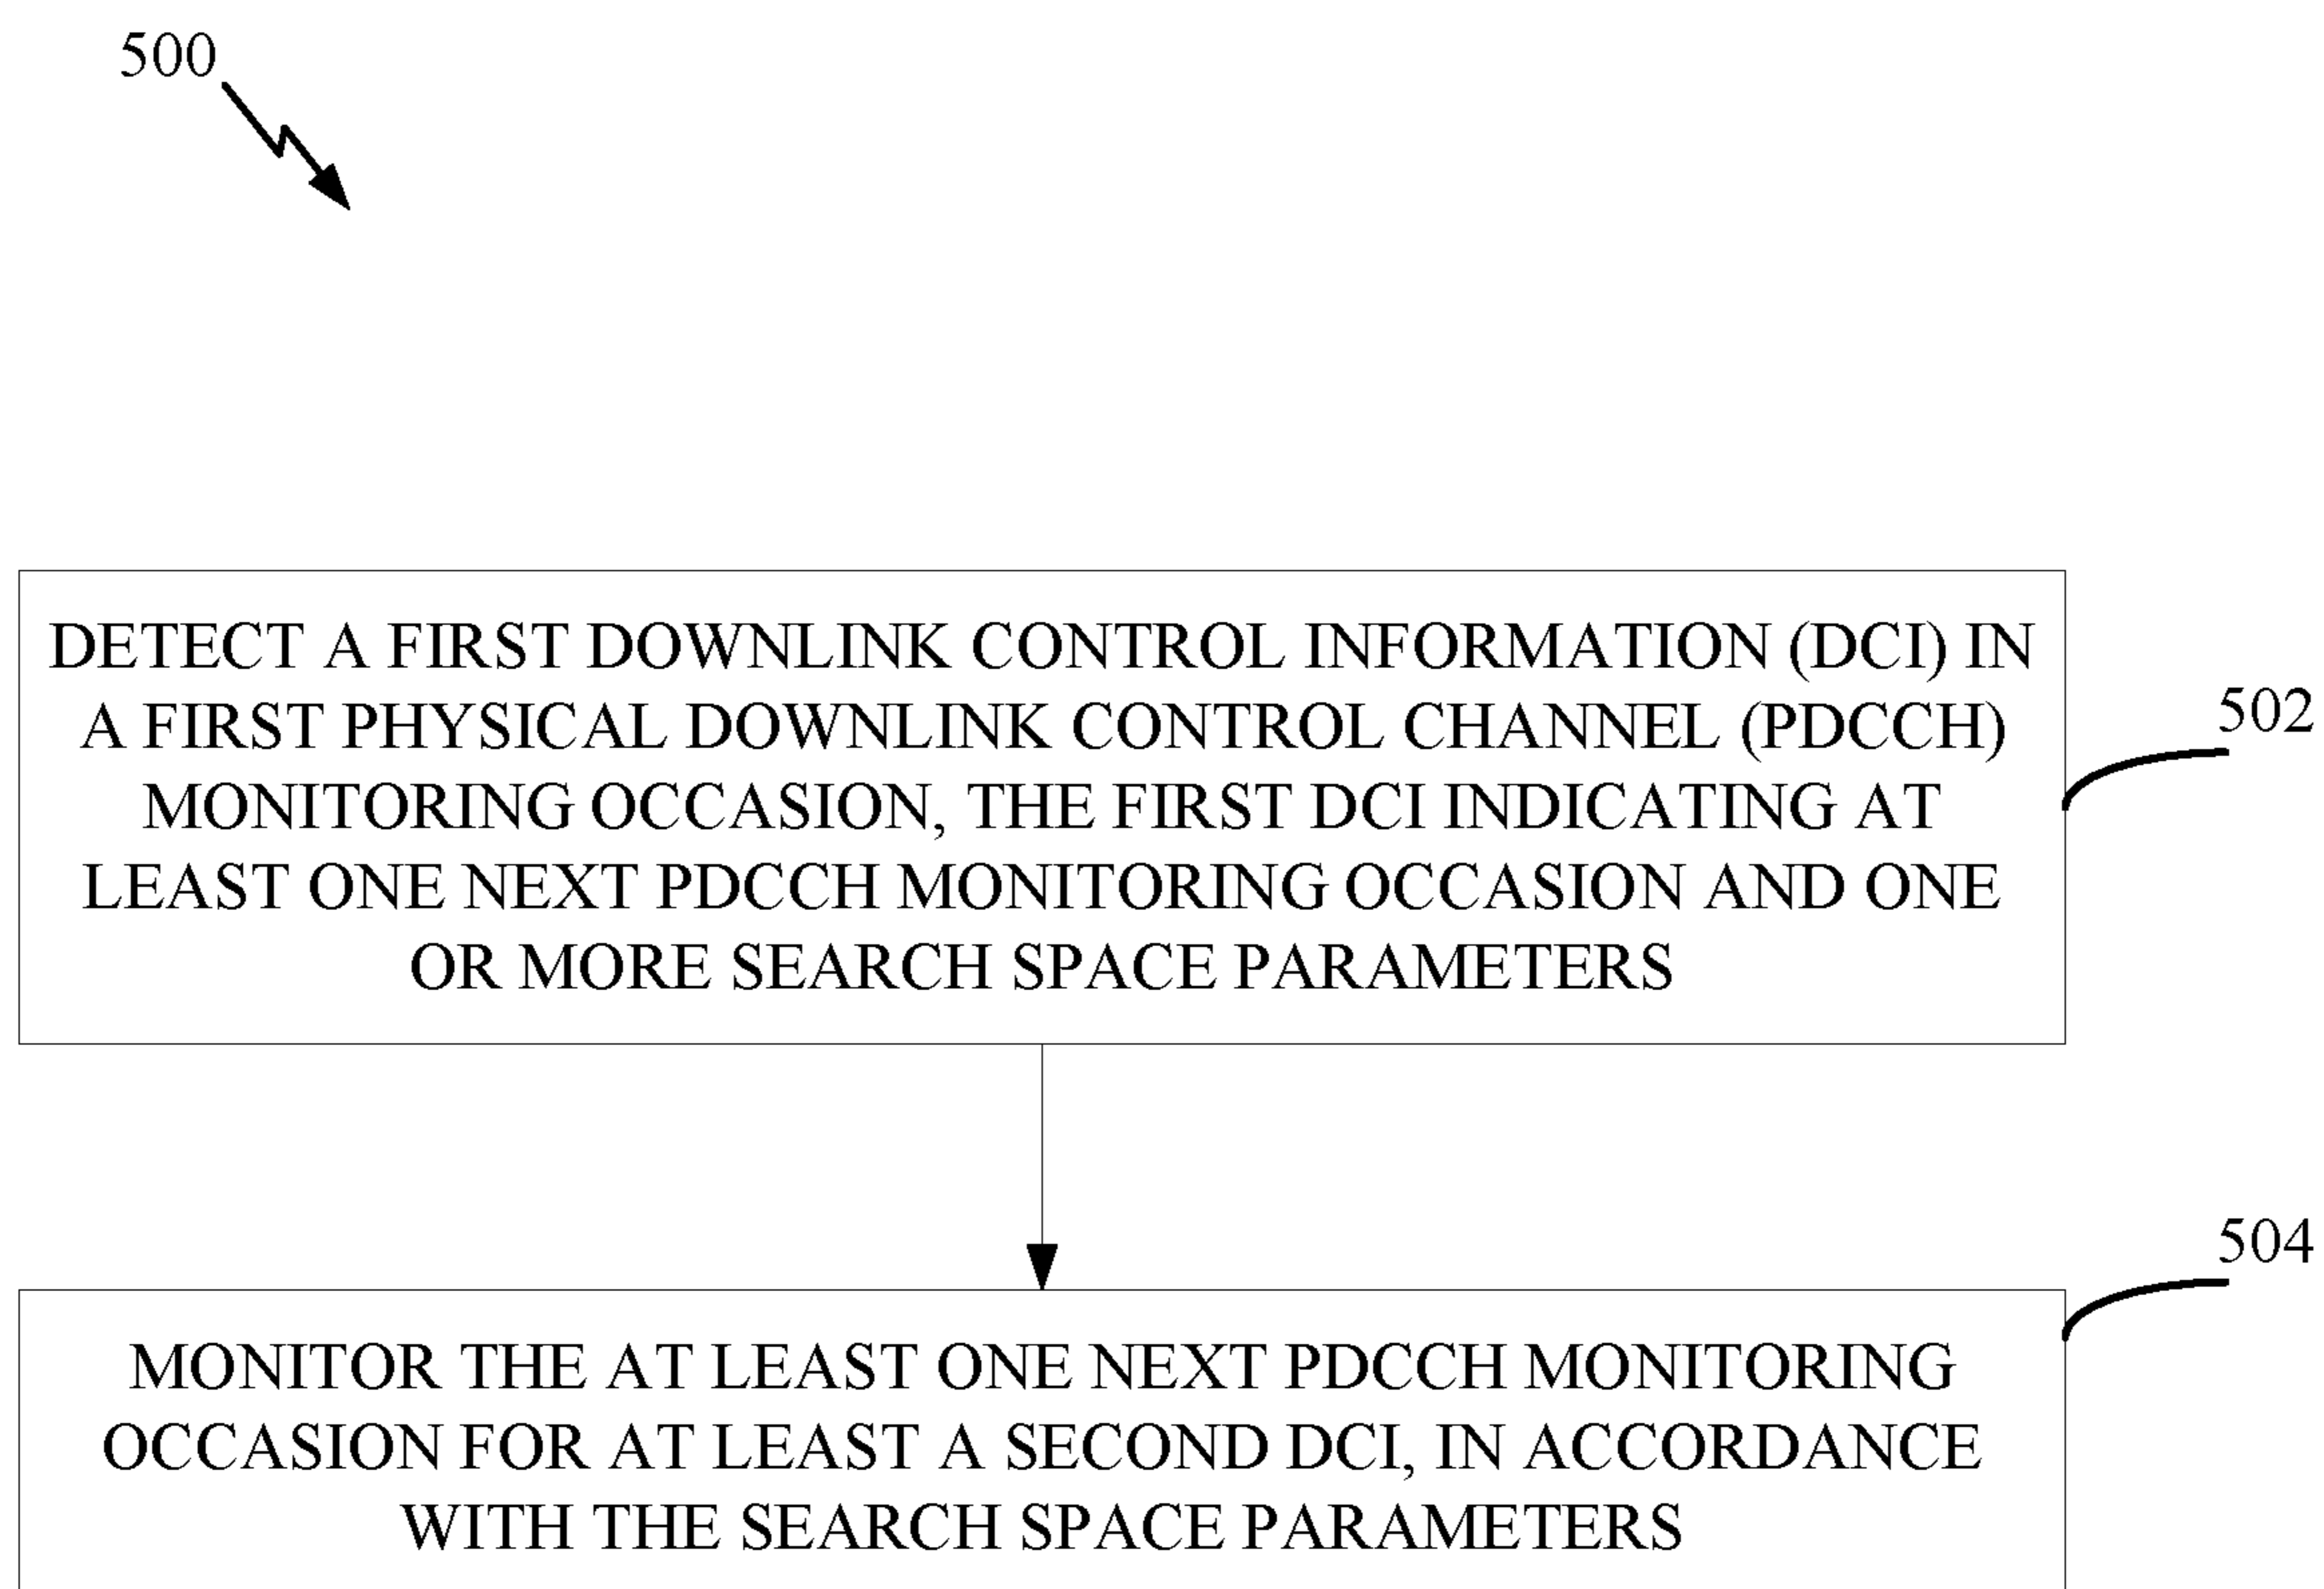 500
DETECT A FIRST DOWNLINK CONTROL INFORMATION (DCI) IN
A FIRST PHYSICAL DOWNLINK CONTROL CHANNEL (PDCCH)
MONITORING OCCASION, THE FIRST DCI INDICATING AT
LEAST ONE NEXT PDCCH MONITORING OCCASION AND ONE
OR MORE SEARCH SPACE PARAMETERS
502
MONITOR THE AT LEAST ONE NEXT PDCCH MONITORING
OCCASION FOR AT LEAST A SECOND DCI, IN ACCORDANCE
WITH THE SEARCH SPACE PARAMETERS
504